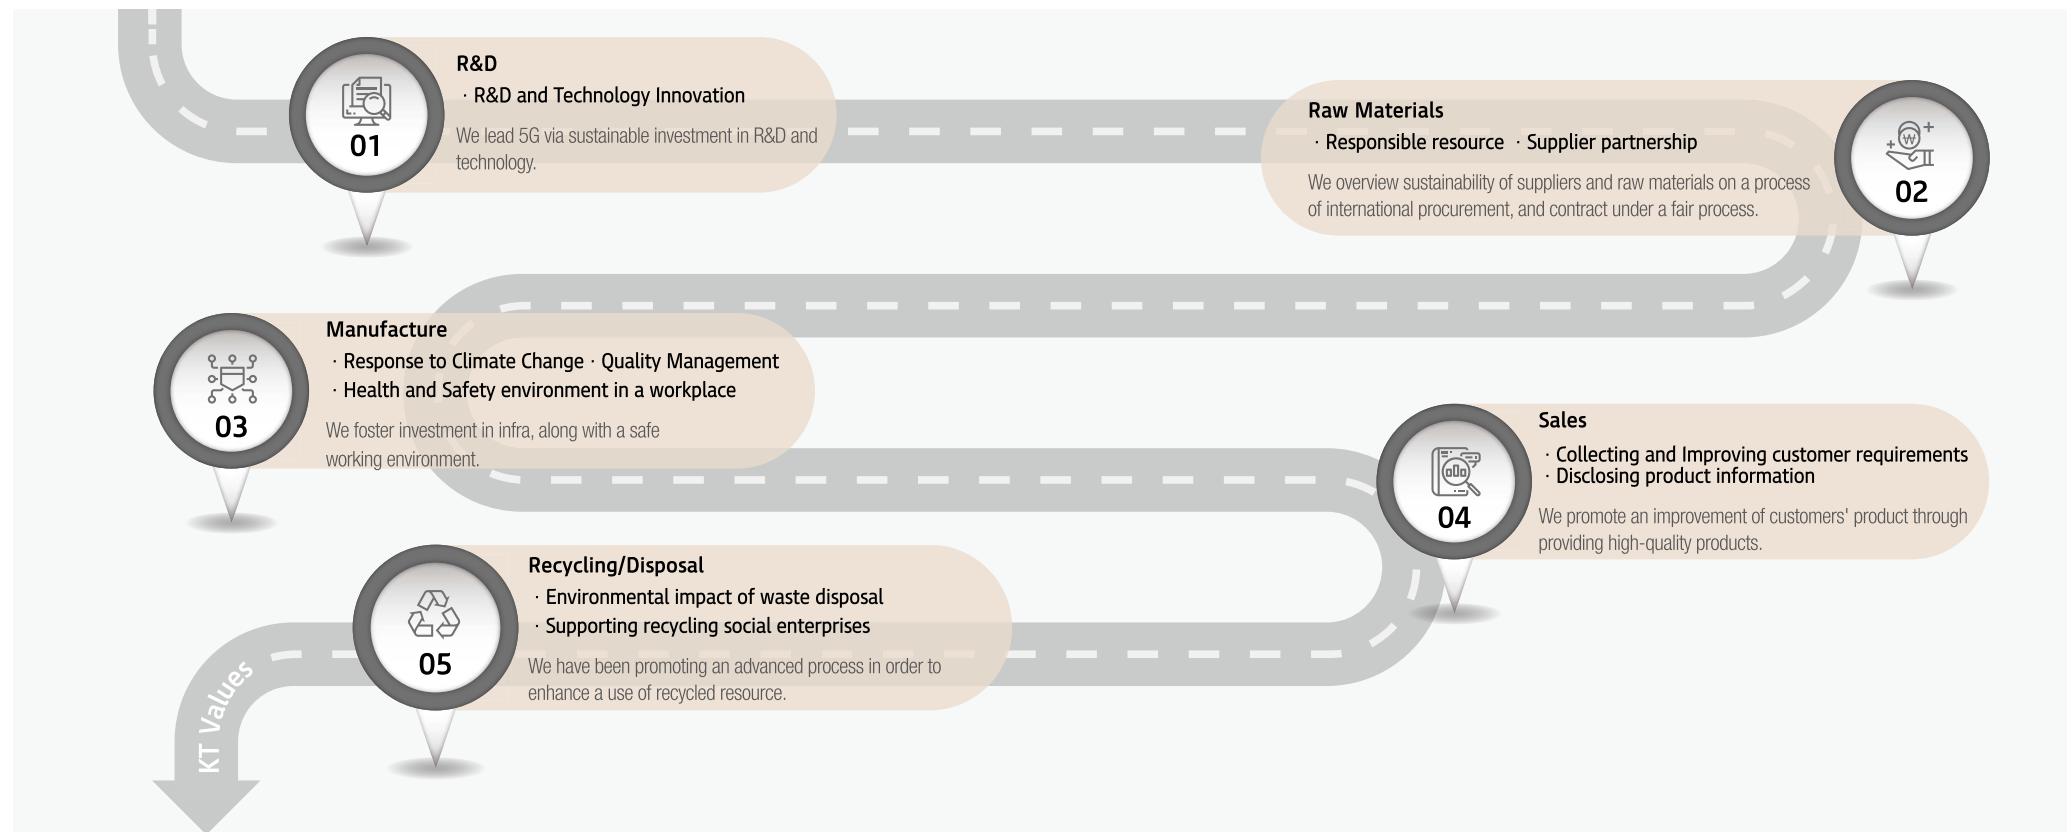 R&D
· R&D and Technology Innovation
We lead 5G via sustainable investment in R&D and
technology.
01
Raw Materials
· Responsible resource · Supplier partnership
We overview sustainability of suppliers and raw materials on a process
of international procurement, and contract under a fair process.
02
Manufacture
· Response to Climate Change · Quality Management
· Health and Safety environment in a workplace
We foster investment in infra, along with a safe
working environment.
03
Sales
· Collecting and Improving customer requirements
· Disclosing product information
We promote an improvement of customers' product through
providing high-quality products.
04
Recycling/Disposal
· Environmental impact of waste disposal
· Supporting recycling social enterprises
We have been promoting an advanced process in order to
enhance a use of recycled resource.
05
KT Values